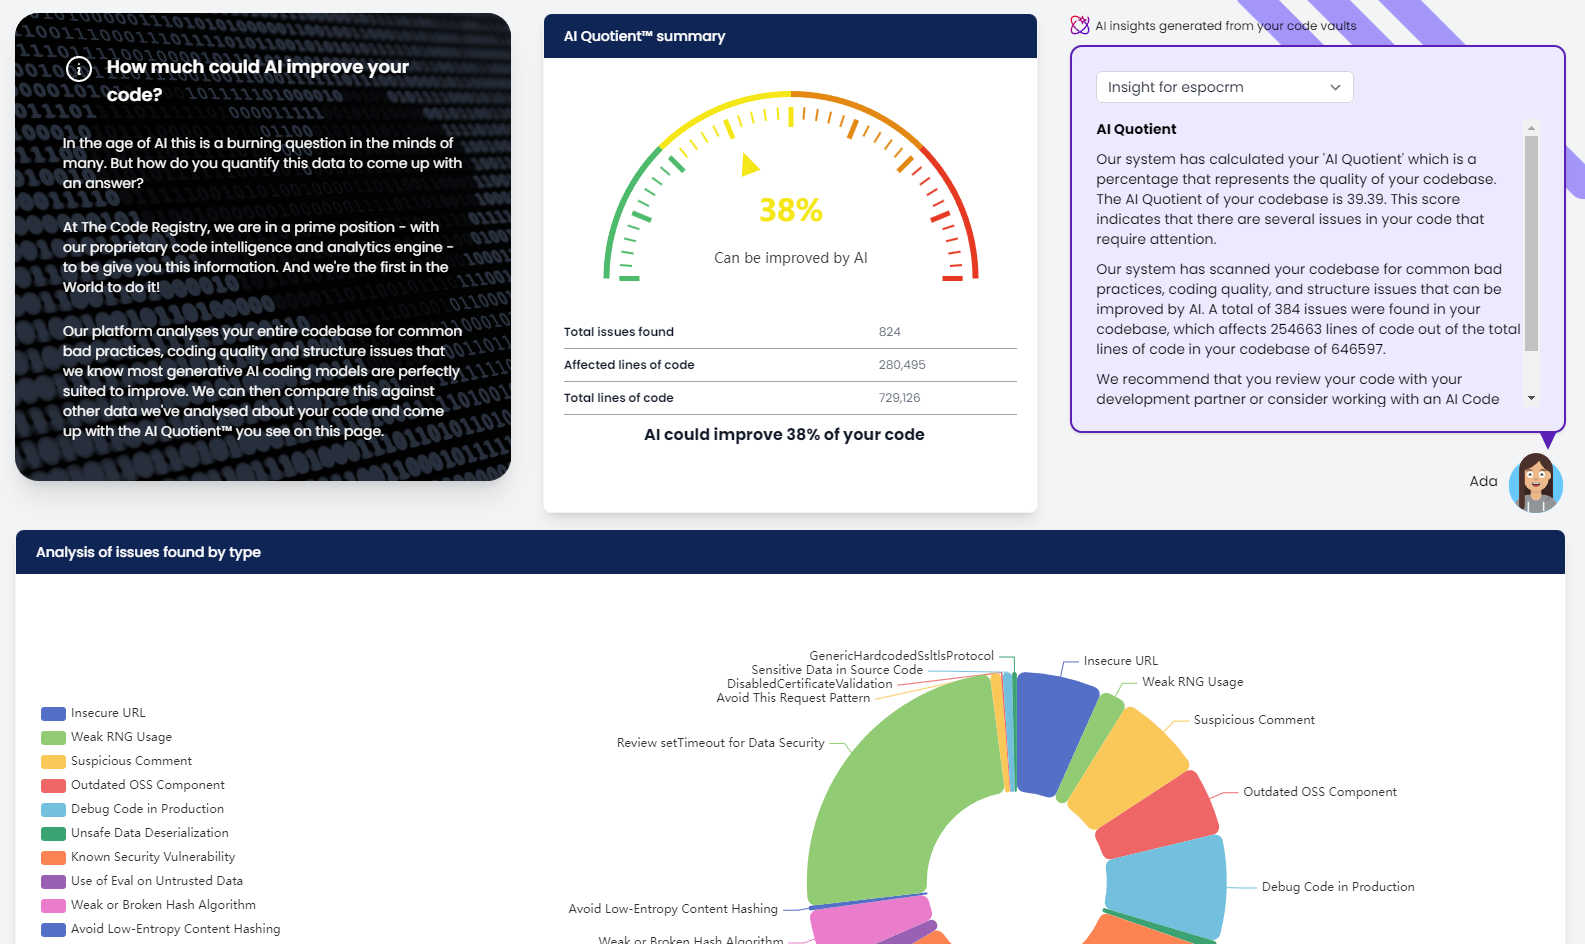 How much could AI improve your
code?
In the age of AI this is a burning question in the minds of
many. But how do you quantify this data to come up with
an answer?
At The Code Registry, we are in a prime position - with
our proprietary code intelligence and analytics engine -
to be give you this information. And we're the first in the
World to do it!
Our platform analyses your entire codebase for common
bad practices, coding quality and structure issues that
we know most generative AI coding models are perfectly
suited to improve. We can then compare this against
other data we've analysed about your code and come
up with the AI Quotient™ you see on this page.
AI Quotient™ summary
38%
Can be improved by AI
Total issues found 824
Affected lines of code 280,495
Total lines of code 729,126
AI could improve 38% of your code
AI insights generated from your code vaults
Insight for espocrm
AI Quotient
Our system has calculated your 'AI Quotient' which is a
percentage that represents the quality of your codebase.
The AI Quotient of your codebase is 39.39. This score
indicates that there are several issues in your code that
require attention.
Our system has scanned your codebase for common bad
practices, coding quality, and structure issues that can be
improved by AI. A total of 384 issues were found in your
codebase, which affects 254663 lines of code out of the total
lines of code in your codebase of 646597.
We recommend that you review your code with your
development partner or consider working with an AI Code
Ada
Analysis of issues found by type
Insecure URL
Weak RNG Usage
Suspicious Comment
Outdated OSS Component
Debug Code in Production
Unsafe Data Deserialization
Known Security Vulnerability
Use of Eval on Untrusted Data
Weak or Broken Hash Algorithm
Avoid Low-Entropy Content Hashing
GenericHardcodedSsltlsProtocol
Sensitive Data in Source Code
DisabledCertificateValidation
Avoid This Request Pattern
Review setTimeout for Data Security
Avoid Low-Entropy Content Hashing
Weak or Broken Hash Algorithm
Insecure URL
Weak RNG Usage
Suspicious Comment
Outdated OSS Component
Debug Code in Production